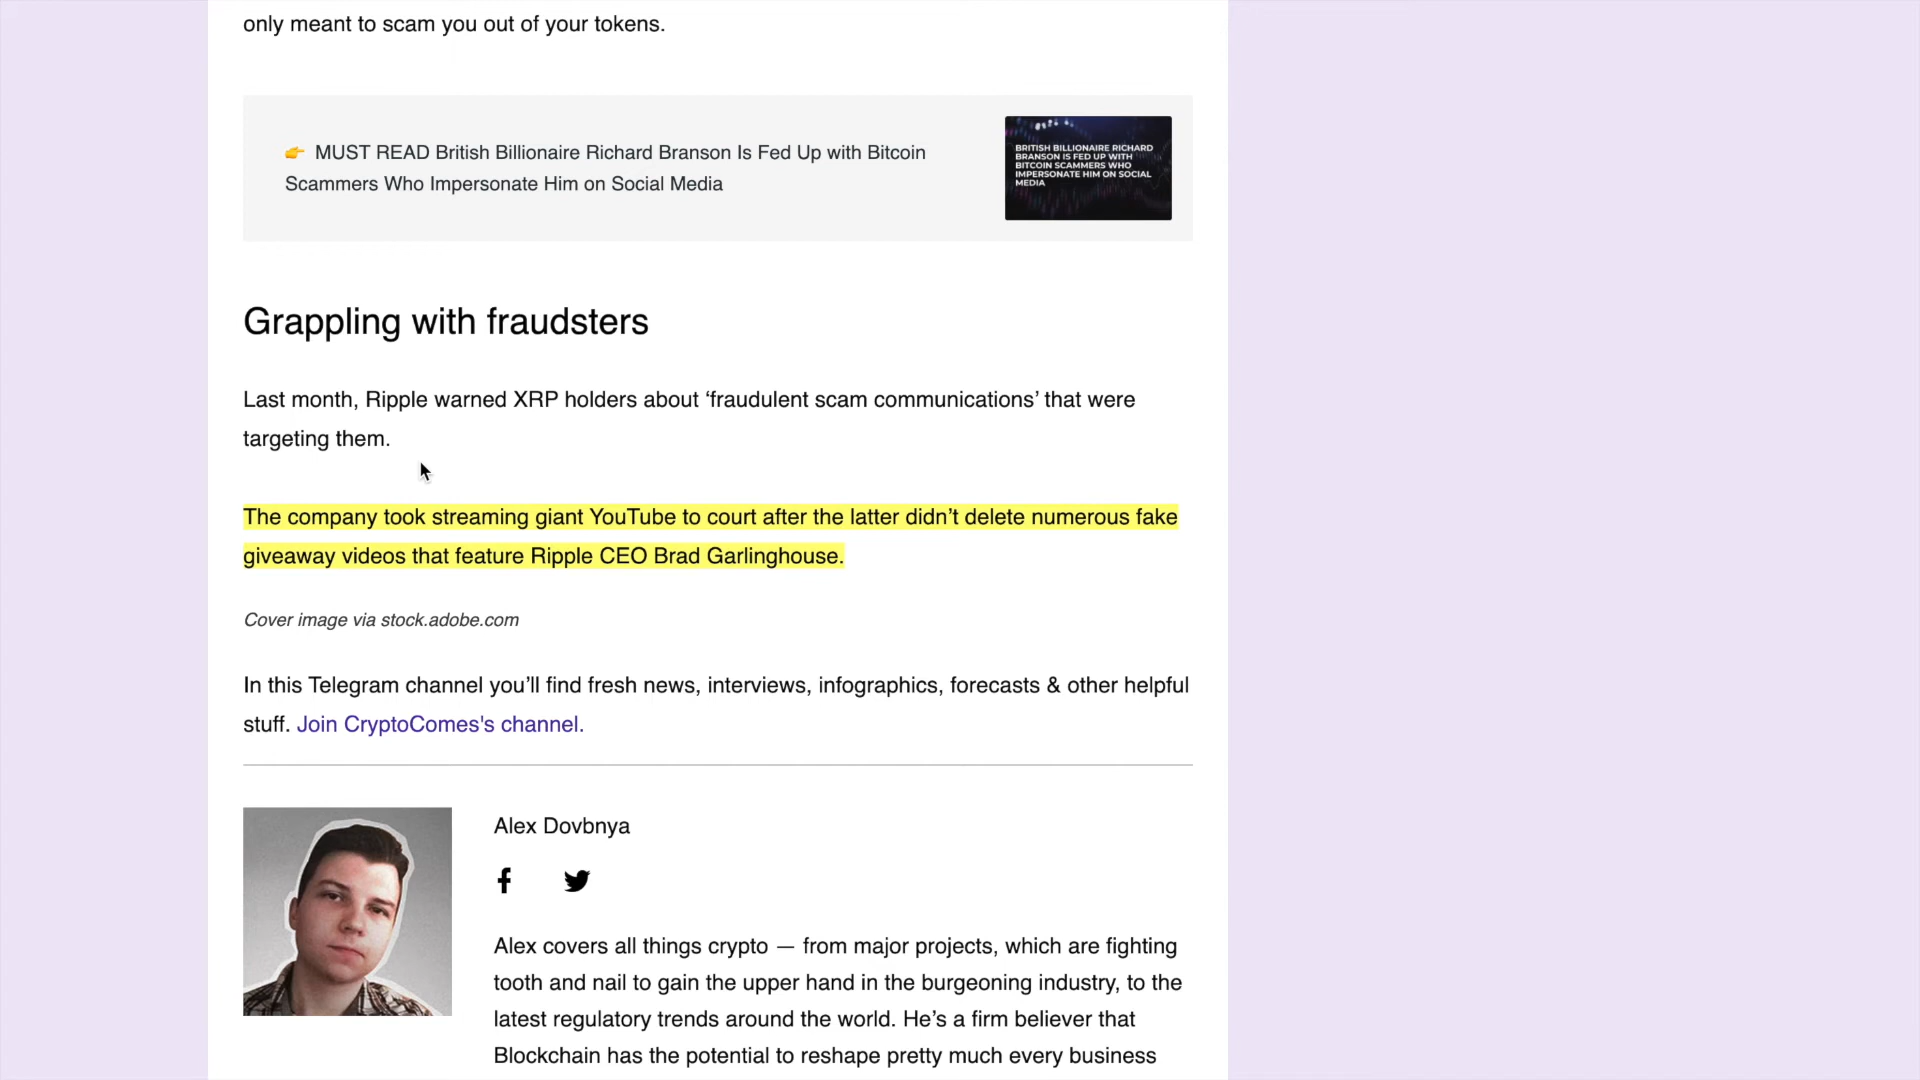 only meant to scam you out of your tokens.
👉 MUST READ British Billionaire Richard Branson Is Fed Up with Bitcoin
Scammers Who Impersonate Him on Social Media
BRITISH BILLIONAIRE RICHARD
BRANSON IS FED UP WITH
BITCOIN SCAMMERS WHO
IMPERSONATE HIM ON SOCIAL
MEDIA
Grappling with fraudsters
Last month, Ripple warned XRP holders about ‘fraudulent scam communications’ that were
targeting them.
The company took streaming giant YouTube to court after the latter didn’t delete numerous fake
giveaway videos that feature Ripple CEO Brad Garlinghouse.
Cover image via stock.adobe.com
In this Telegram channel you’ll find fresh news, interviews, infographics, forecasts & other helpful
stuff. Join CryptoComes's channel.
Alex Dovbnya
Alex covers all things crypto — from major projects, which are fighting
tooth and nail to gain the upper hand in the burgeoning industry, to the
latest regulatory trends around the world. He’s a firm believer that
Blockchain has the potential to reshape pretty much every business